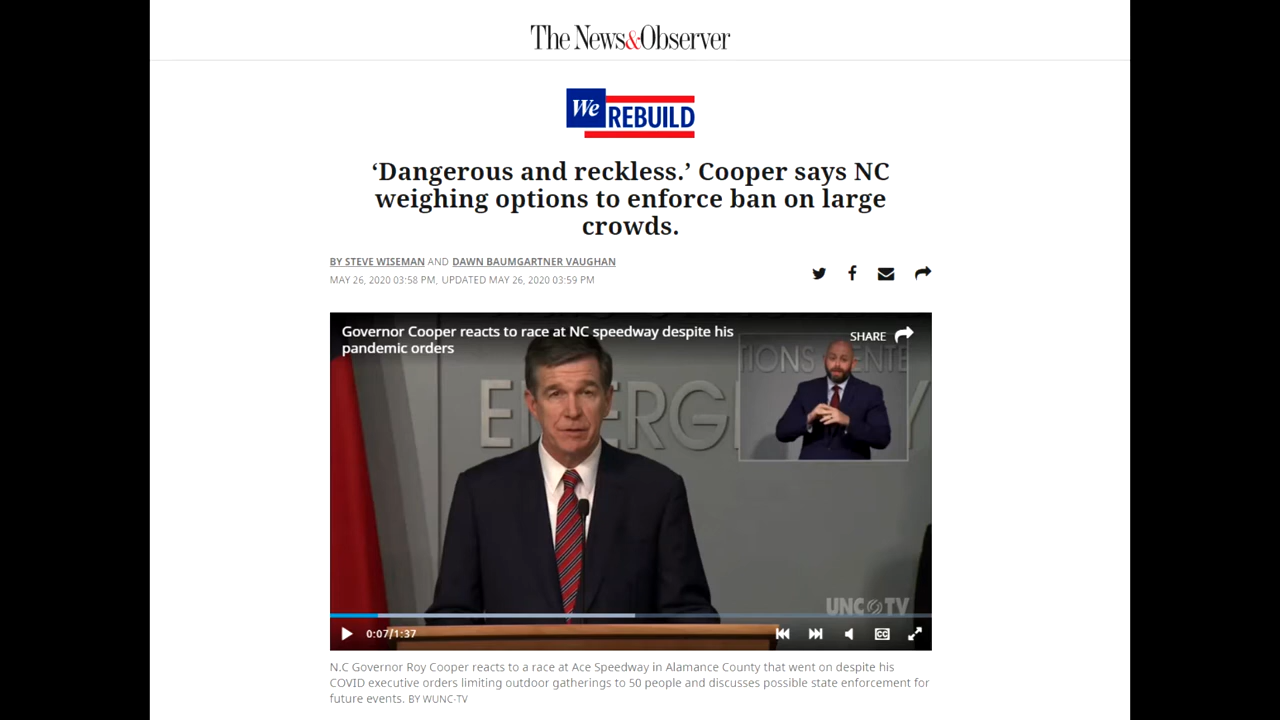 The News&Observer
We
REBUILD
‘Dangerous and reckless.’ Cooper says NC
weighing options to enforce ban on large
crowds.
BY STEVE WISEMAN AND DAWN BAUMGARTNER VAUGHAN
MAY 26, 2020 03:58 PM, UPDATED MAY 26, 2020 03:59 PM
Governor Cooper reacts to race at NC speedway despite his
pandemic orders
SHARE
TIONS ENTE
E ERG Y
UNC TV
0:07/1:37
CC
N.C Governor Roy Cooper reacts to a race at Ace Speedway in Alamance County that went on despite his
COVID executive orders limiting outdoor gatherings to 50 people and discusses possible state enforcement for
future events. BY WUNC-TV